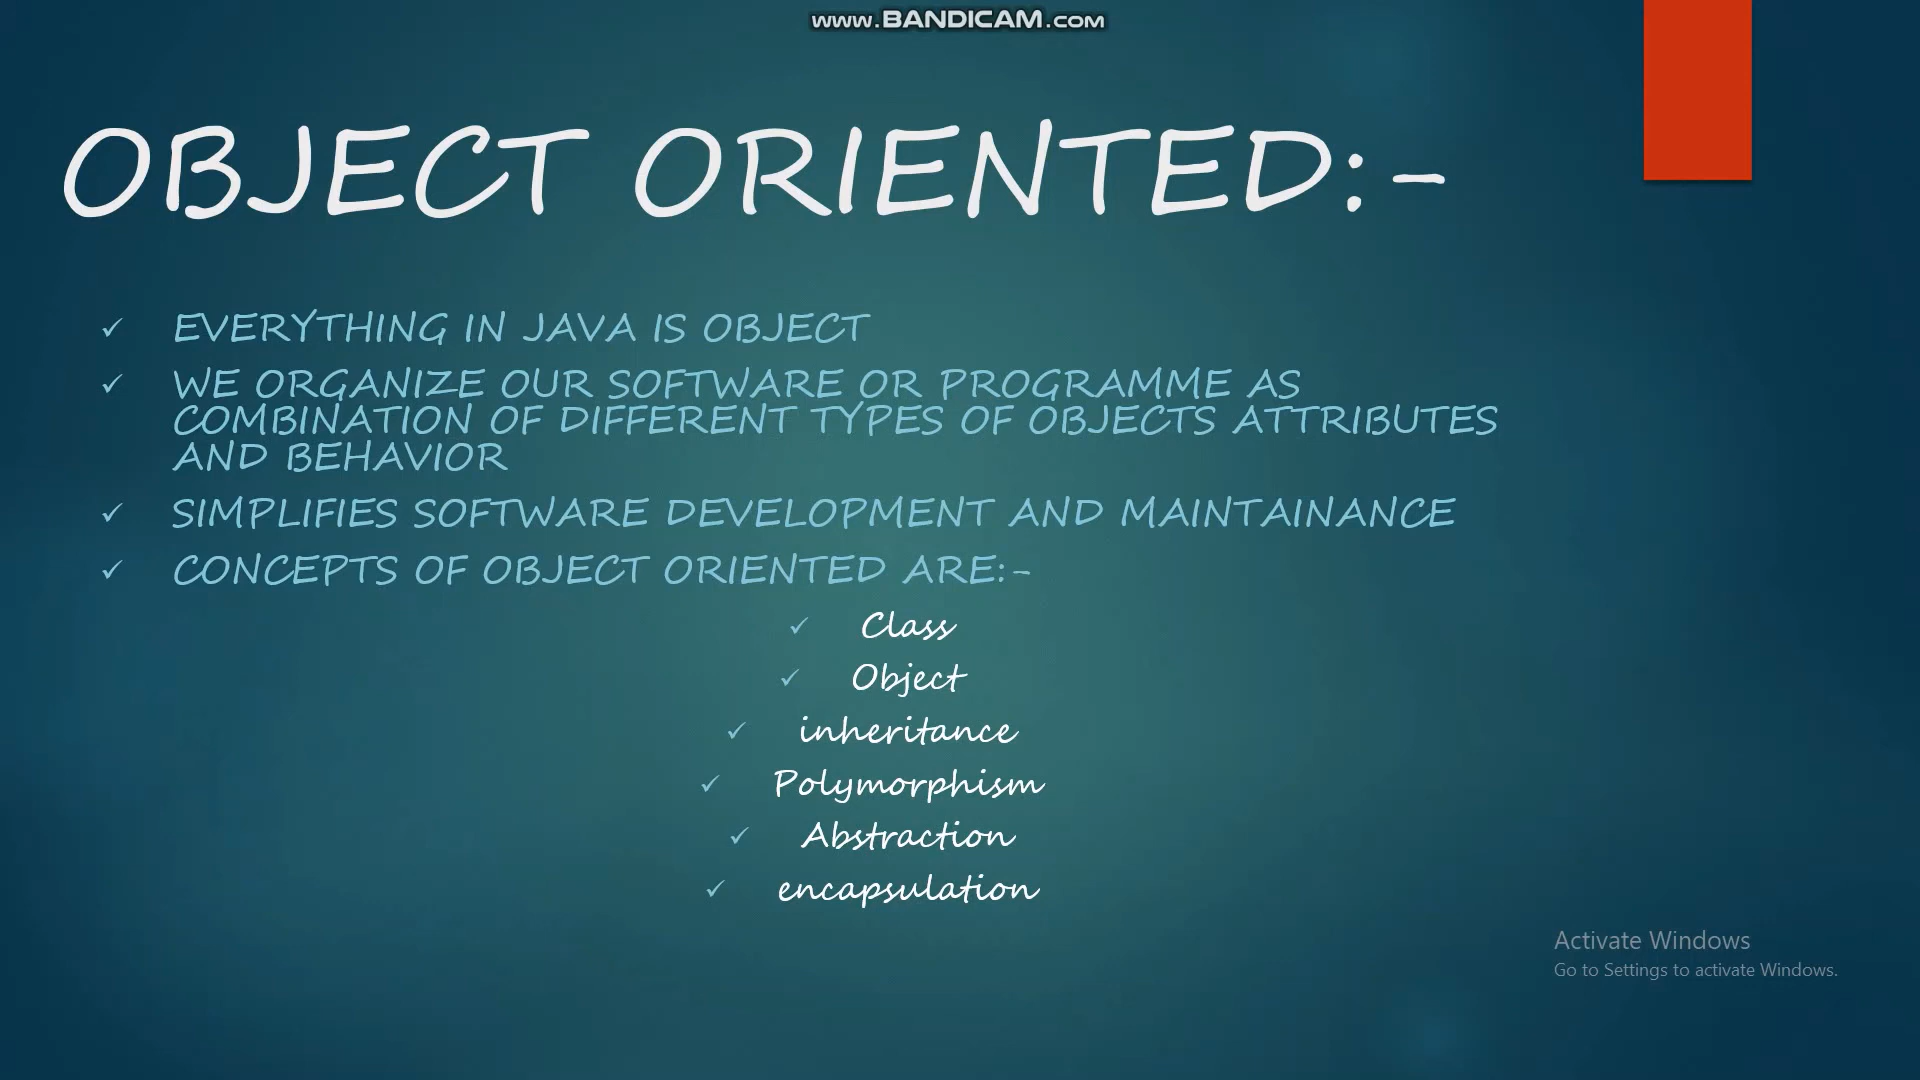 www.BANDICAM.com
OBJECT ORIENTED:-
✓ EVERYTHING IN JAVA IS OBJECT
✓ WE ORGANIZE OUR SOFTWARE OR PROGRAMME AS
COMBINATION OF DIFFERENT TYPES OF OBJECTS ATTRIBUTES
AND BEHAVIOR
✓ SIMPLIFIES SOFTWARE DEVELOPMENT AND MAINTAINANCE
✓ CONCEPTS OF OBJECT ORIENTED ARE:-
✓ Class
✓ Object
✓ inheritance
✓ Polymorphism
✓ Abstraction
✓ encapsulation
Activate Windows
Go to Settings to activate Windows.